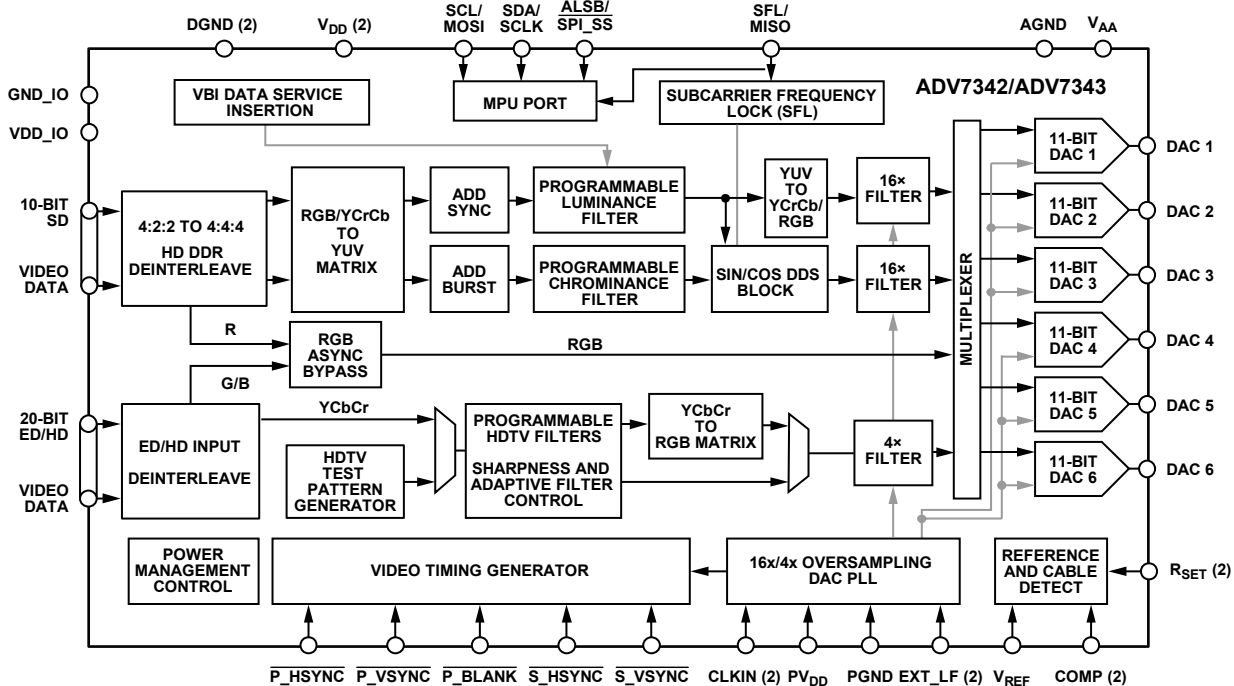 DGND (2)
VDD (2)
SCL/
MOSI
SDA/
SCLK
ALSB/
SPI_SS
SFL/
MISO
AGND
VAA
GND_IO
VDD_IO
VBI DATA SERVICE
INSERTION
MPU PORT
SUBCARRIER FREQUENCY
LOCK (SFL)
ADV7342/ADV7343
10-BIT
SD
VIDEO
DATA
4:2:2 TO 4:4:4
HD DDR
DEINTERLEAVE
RGB/YCrCb
TO
YUV
MATRIX
ADD
SYNC
PROGRAMMABLE
LUMINANCE
FILTER
YUV
TO
YCrCb/
RGB
16×
FILTER
ADD
BURST
PROGRAMMABLE
CHROMINANCE
FILTER
SIN/COS DDS
BLOCK
16×
FILTER
MULTIPLEXER
11-BIT
DAC 1
DAC 1
11-BIT
DAC 2
DAC 2
11-BIT
DAC 3
DAC 3
11-BIT
DAC 4
DAC 4
11-BIT
DAC 5
DAC 5
11-BIT
DAC 6
DAC 6
R
G/B
RGB
ASYNC
BYPASS
RGB
20-BIT
ED/HD
VIDEO
DATA
ED/HD INPUT
DEINTERLEAVE
YCbCr
HDTV
TEST
PATTERN
GENERATOR
PROGRAMMABLE
HDTV FILTERS
SHARPNESS AND
ADAPTIVE FILTER
CONTROL
YCbCr
TO
RGB MATRIX
4×
FILTER
POWER
MANAGEMENT
CONTROL
VIDEO TIMING GENERATOR
16x/4x OVERSAMPLING
DAC PLL
REFERENCE
AND CABLE
DETECT
RSET (2)
P_HSYNC
P_VSYNC
P_BLANK
S_HSYNC
S_VSYNC
CLKIN (2)
PVDD
PGND
EXT_LF (2)
VREF
COMP (2)